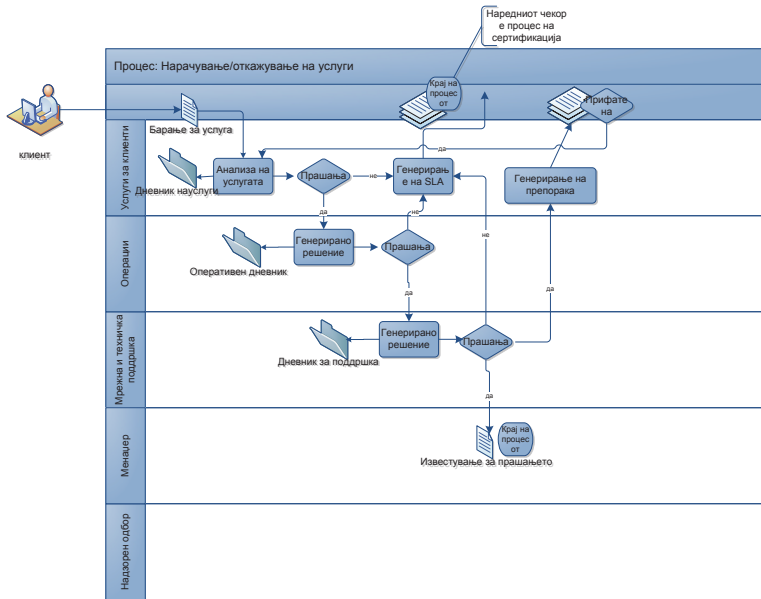 Наредниот чекор
е процес на
сертификација
Процес: Нарачување/откажување на услуги
Крај на
процес
от
Прифате
на
клиент
Барање за услуга
да
Услуги за клиенти
Дневник науслуги
Анализа на
услугата
Прашања
не
Генерирањ
е на SLA
Генерирање на
препорака
да
не
не
Операции
Оперативен дневник
Генерирано
решение
Прашања
да
да
Мрежна и техничка
поддршка
Дневник за поддршка
Генерирано
решение
Прашања
да
Менаџер
Крај на
процес
от
Известување за прашањето
Надзорен одбор